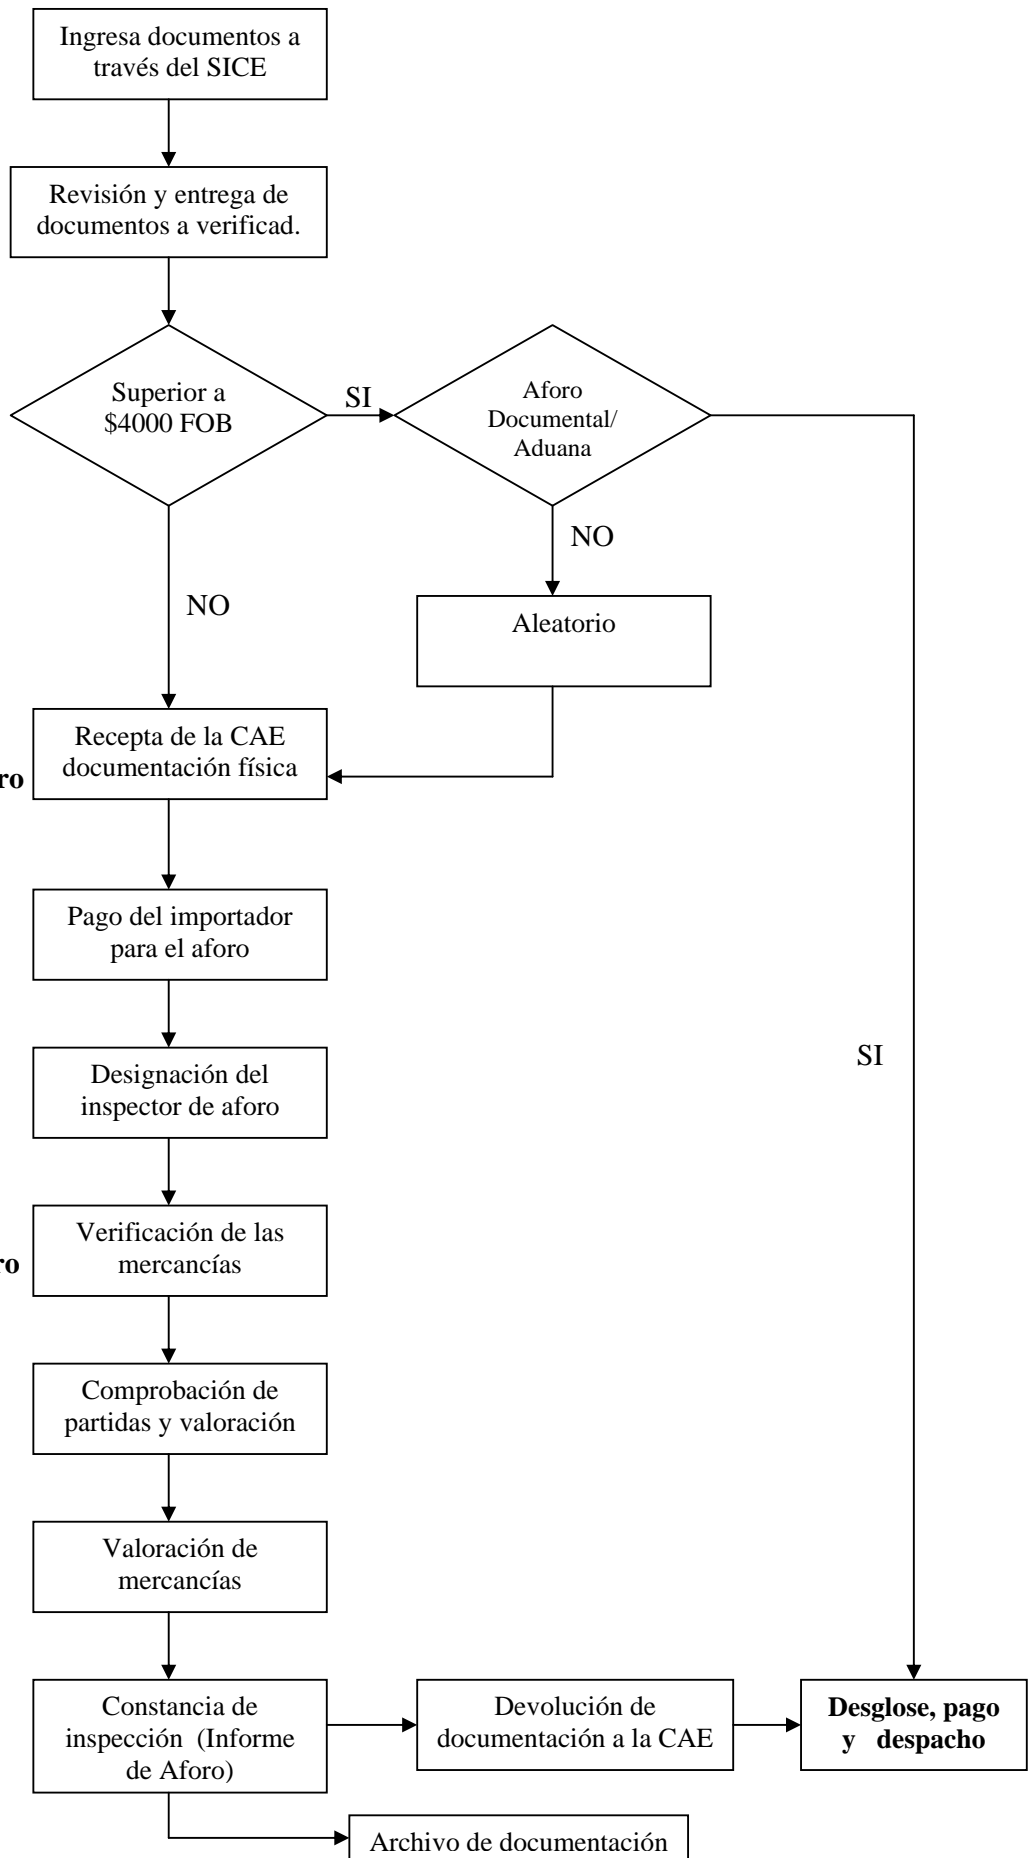 Ingresa documentos a
través del SICE
Revisión y entrega de
documentos a verificad.
Superior a
$4000 FOB
SI
Aforo
Documental/
Aduana
NO
NO
Aleatorio
Recepta de la CAE
documentación física
ro
Pago del importador
para el aforo
Designación del
inspector de aforo
SI
Verificación de las
mercancías
ro
Comprobación de
partidas y valoración
Valoración de
mercancías
Constancia de
inspección (Informe
de Aforo)
Devolución de
documentación a la CAE
Desglose, pago
y despacho
Archivo de documentación